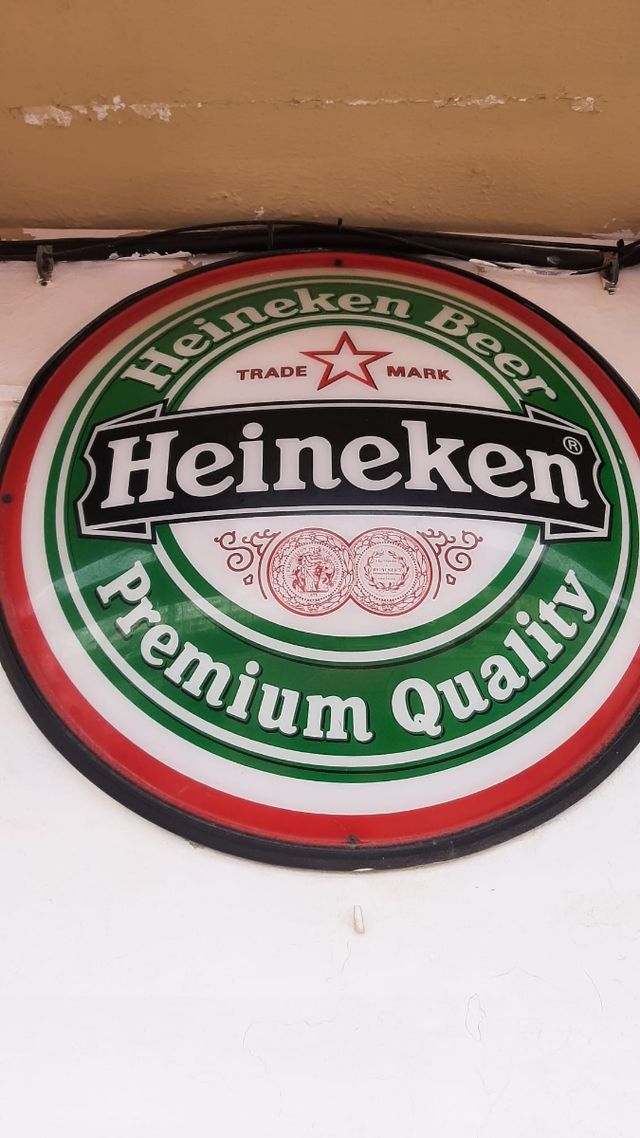 Heineken Beer
TRADE MARK
Heineken®
Premium Quality